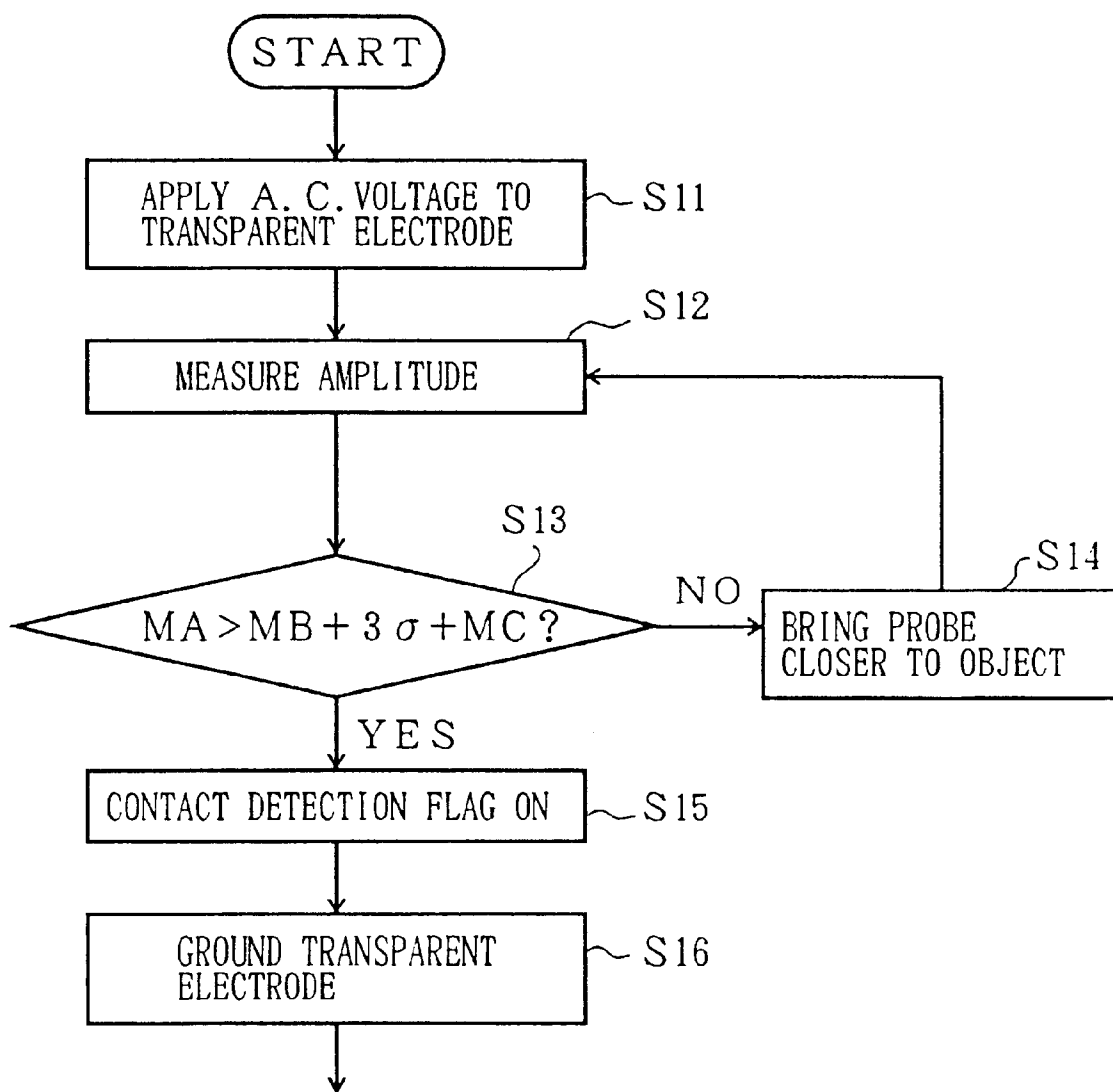 START
APPLY A.C. VOLTAGE TO
TRANSPARENT ELECTRODE
S11
S12
MEASURE AMPLITUDE
S13
MA>MB+3σ+MC?
NO
S14
BRING PROBE
CLOSER TO OBJECT
YES
CONTACT DETECTION FLAG ON
S15
GROUND TRANSPARENT
ELECTRODE
S16